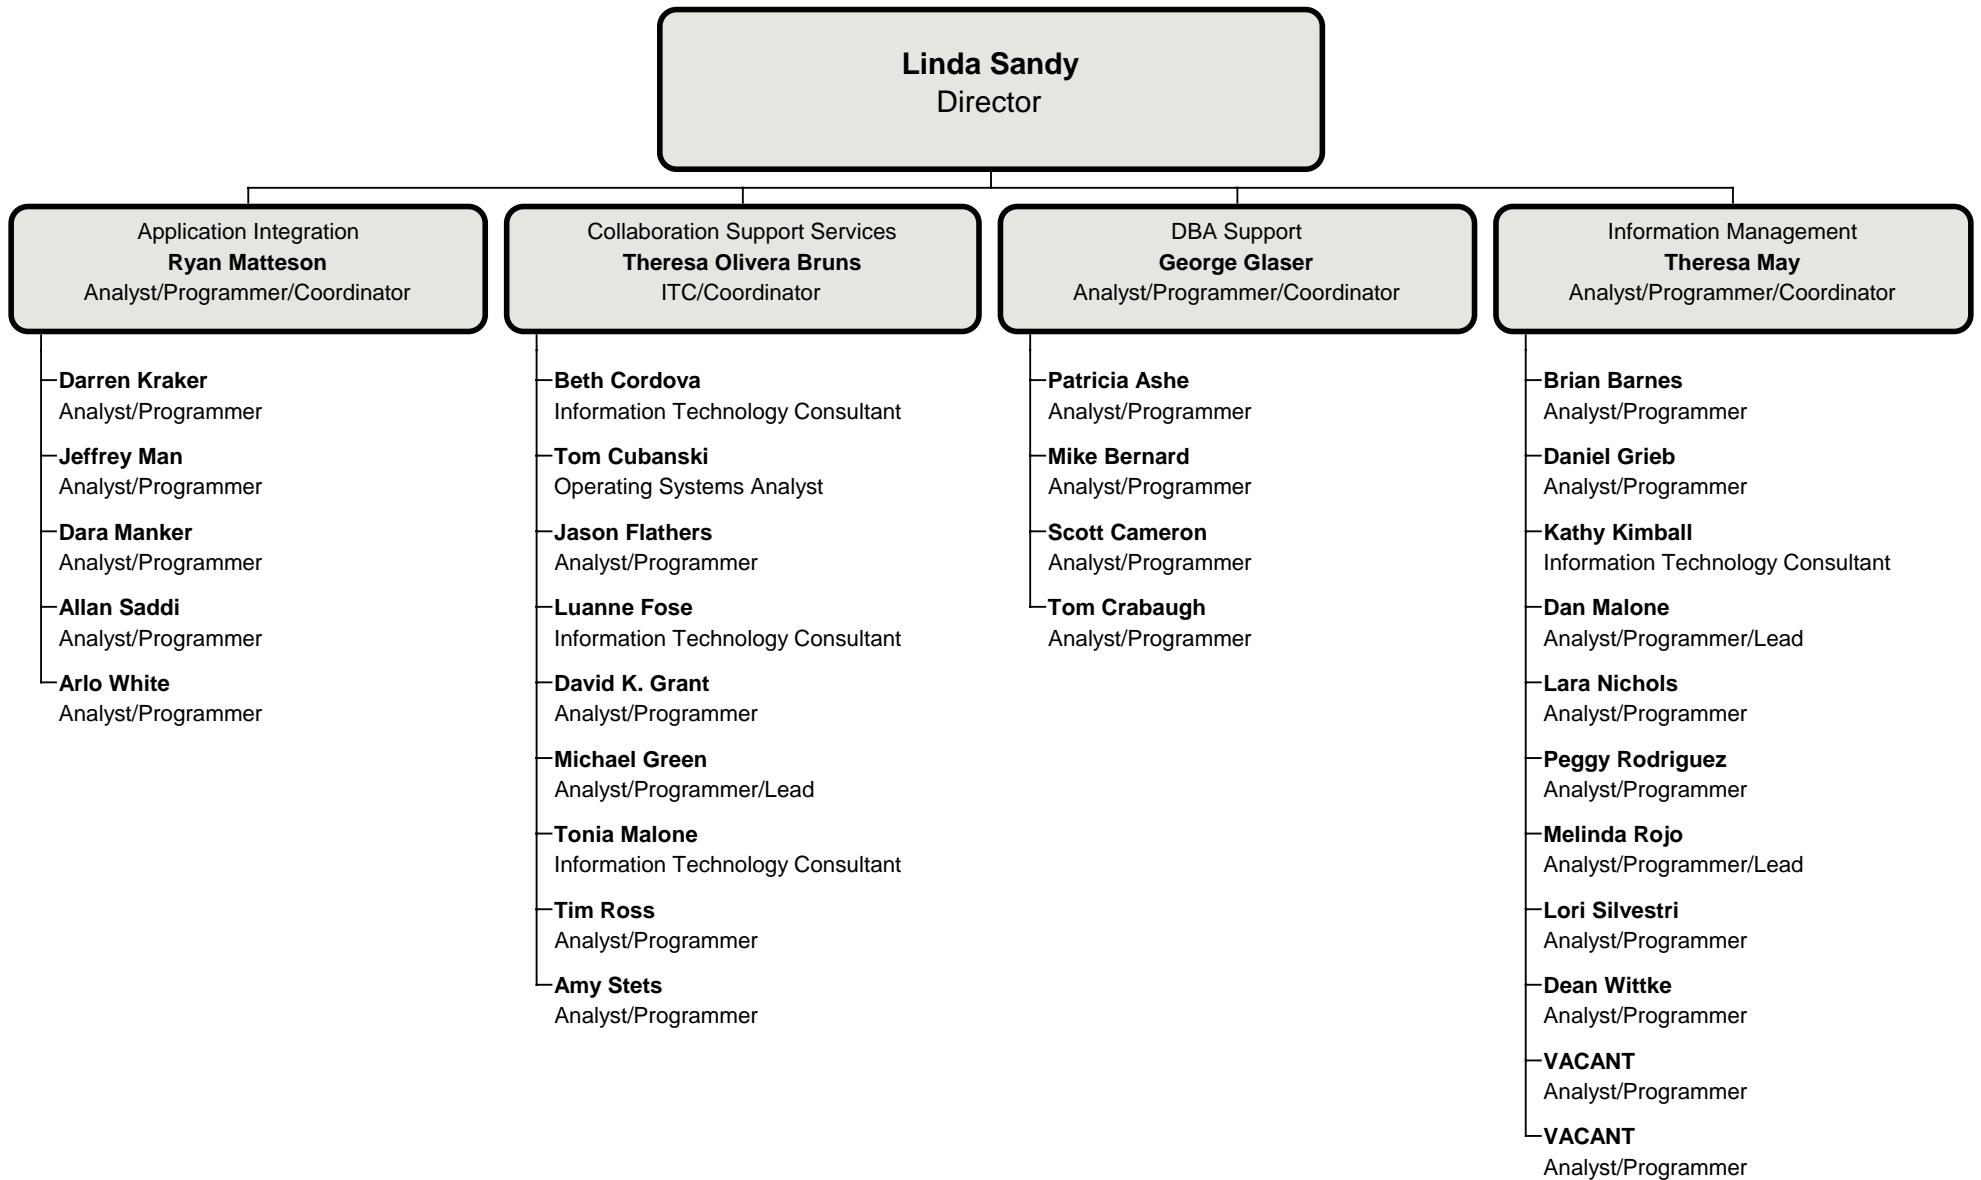 Linda Sandy
Director
Application Integration
Ryan Matteson
Analyst/Programmer/Coordinator
Collaboration Support Services
Theresa Olivera Bruns
ITC/Coordinator
DBA Support
George Glaser
Analyst/Programmer/Coordinator
Information Management
Theresa May
Analyst/Programmer/Coordinator
Darren Kraker
Analyst/Programmer
Jeffrey Man
Analyst/Programmer
Dara Manker
Analyst/Programmer
Allan Saddi
Analyst/Programmer
Arlo White
Analyst/Programmer
Beth Cordova
Information Technology Consultant
Tom Cubanski
Operating Systems Analyst
Jason Flathers
Analyst/Programmer
Luanne Fose
Information Technology Consultant
David K. Grant
Analyst/Programmer
Michael Green
Analyst/Programmer/Lead
Tonia Malone
Information Technology Consultant
Tim Ross
Analyst/Programmer
Amy Stets
Analyst/Programmer
Patricia Ashe
Analyst/Programmer
Mike Bernard
Analyst/Programmer
Scott Cameron
Analyst/Programmer
Tom Crabaugh
Analyst/Programmer
Brian Barnes
Analyst/Programmer
Daniel Grieb
Analyst/Programmer
Kathy Kimball
Information Technology Consultant
Dan Malone
Analyst/Programmer/Lead
Lara Nichols
Analyst/Programmer
Peggy Rodriguez
Analyst/Programmer
Melinda Rojo
Analyst/Programmer/Lead
Lori Silvestri
Analyst/Programmer
Dean Wittke
Analyst/Programmer
VACANT
Analyst/Programmer
VACANT
Analyst/Programmer